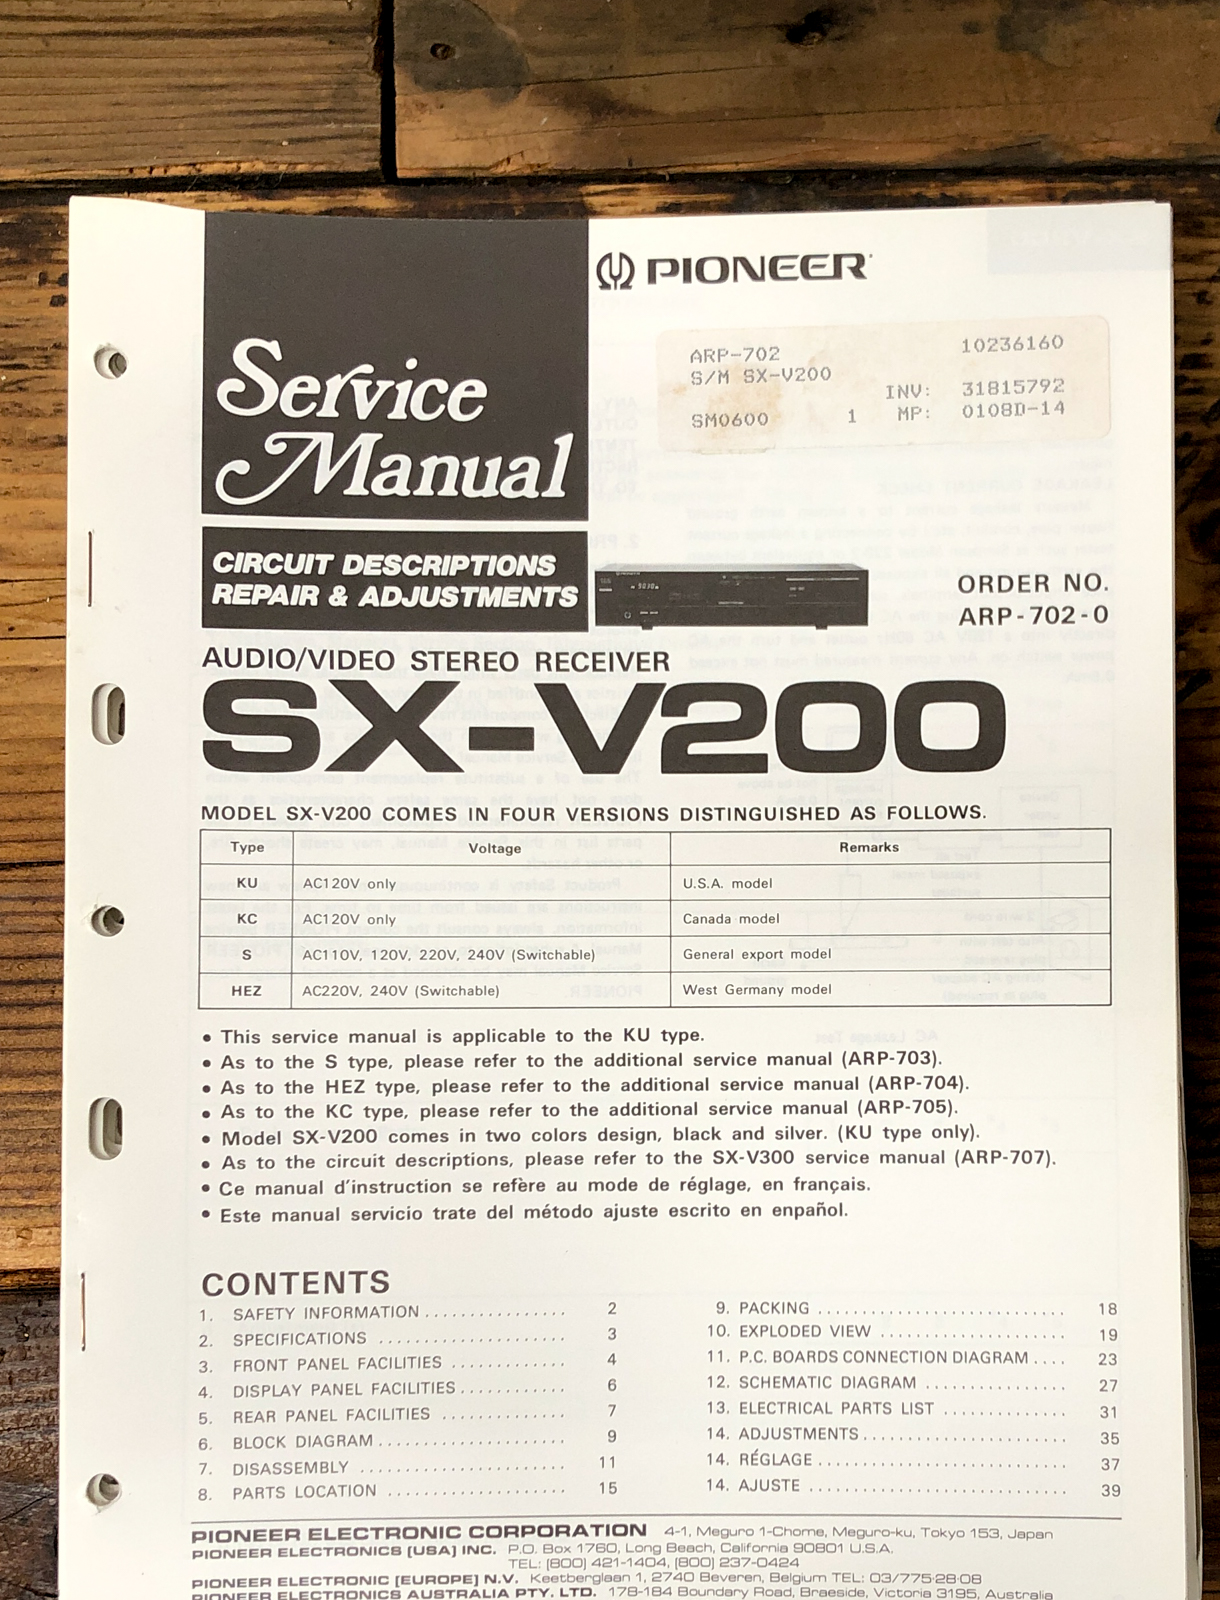 PIONEER
ARP-702 10236160
S/M SX-V200
INV: 31815792
SM0600 1 MP: 0108D-14
Service
Manual
CIRCUIT DESCRIPTIONS
REPAIR & ADJUSTMENTS
ORDER NO.
ARP-702-0
AUDIO/VIDEO STEREO RECEIVER
SX-V200
MODEL SX-V200 COMES IN FOUR VERSIONS DISTINGUISHED AS FOLLOWS.
Type Voltage Remarks
KU AC120V only U.S.A. model
KC AC120V only Canada model
S AC110V, 120V, 220V, 240V (Switchable) General export model
HEZ AC220V, 240V (Switchable) West Germany model
• This service manual is applicable to the KU type.
• As to the S type, please refer to the additional service manual (ARP-703).
• As to the HEZ type, please refer to the additional service manual (ARP-704).
• As to the KC type, please refer to the additional service manual (ARP-705).
• Model SX-V200 comes in two colors design, black and silver. (KU type only).
• As to the circuit descriptions, please refer to the SX-V300 service manual (ARP-707).
• Ce manual d'instruction se refère au mode de réglage, en français.
• Este manual servicio trate del método ajuste escrito en enpañol.
CONTENTS
1. SAFETY INFORMATION ............... 2
2. SPECIFICATIONS .................... 3
3. FRONT PANEL FACILITIES ............ 4
4. DISPLAY PANEL FACILITIES ............ 6
5. REAR PANEL FACILITIES ............. 7
6. BLOCK DIAGRAM .................... 9
7. DISASSEMBLY ...................... 11
8. PARTS LOCATION ................... 15
9. PACKING .......................... 18
10. EXPLODED VIEW .................... 19
11. P.C. BOARDS CONNECTION DIAGRAM .... 23
12. SCHEMATIC DIAGRAM ............... 27
13. ELECTRICAL PARTS LIST ............. 31
14. ADJUSTMENTS ...................... 35
14. RÉGLAGE .......................... 37
14. AJUSTE ........................... 39
PIONEER ELECTRONIC CORPORATION 4-1, Meguro 1-Chome, Meguro-ku, Tokyo 153, Japan
PIONEER ELECTRONICS [USA] INC. P.O. Box 1760, Long Beach, California 90801 U.S.A.
TEL: [800] 421-1404, [800] 237-0424
PIONEER ELECTRONIC [EUROPE] N.V. Keetberglaan 1, 2740 Beveren, Belgium TEL: 03/775·28·08
PIONEER ELECTRONICS AUSTRALIA PTY. LTD. 178-184 Boundary Road, Braeside, Victoria 3195, Australia